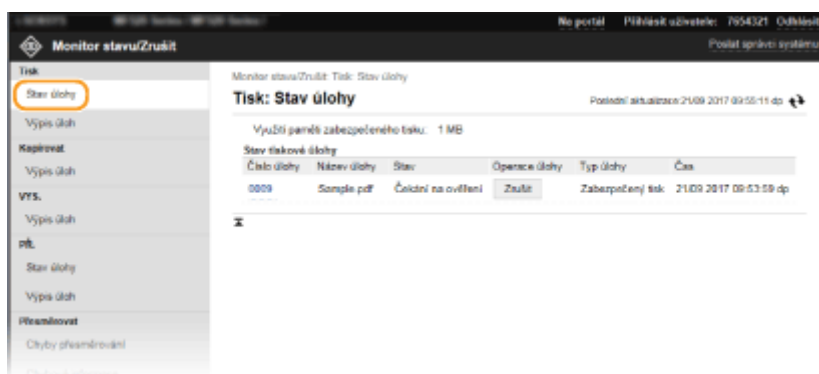 Na portál Přihlásit uživatele: 7654321 Odhlásit
Monitor stavu/Zrušit
Poslat správci systému
Tisk
Stav úlohy
Výpis úloh
Kopírovat
Výpis úloh
VYS.
Výpis úloh
PŘ.
Stav úlohy
Výpis úloh
Přesměrovat
Chyby přesměrování
Monitor stavu/Zrušit: Tisk: Stav úlohy
Tisk: Stav úlohy
Poslední aktualizace:21/09 2017 09:55:11 dp
Využití paměti zabezpečeného tisku: 1 MB
Stav tiskové úlohy
Číslo úlohy Název úlohy Stav Operace úlohy Typ úlohy Čas
0009 Sample.pdf Čekání na ověření Zrušit Zabezpečený tisk 21/09 2017 09:53:59 dp